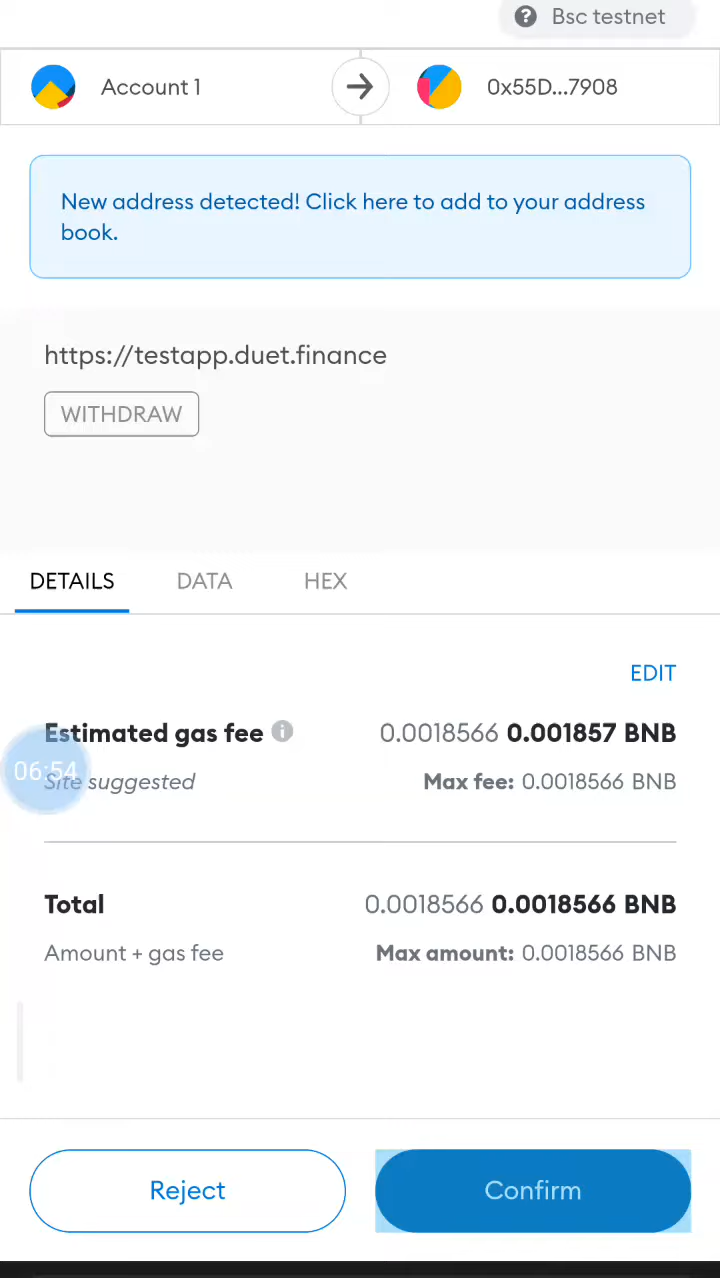 Bsc testnet
Account 1
0x55D...7908
New address detected! Click here to add to your address
book.
https://testapp.duet.finance
WITHDRAW
DETAILS DATA HEX
EDIT
Estimated gas fee 0.0018566 0.001857 BNB
06:54
Site suggested Max fee: 0.0018566 BNB
Total 0.0018566 0.0018566 BNB
Amount + gas fee Max amount: 0.0018566 BNB
Reject Confirm